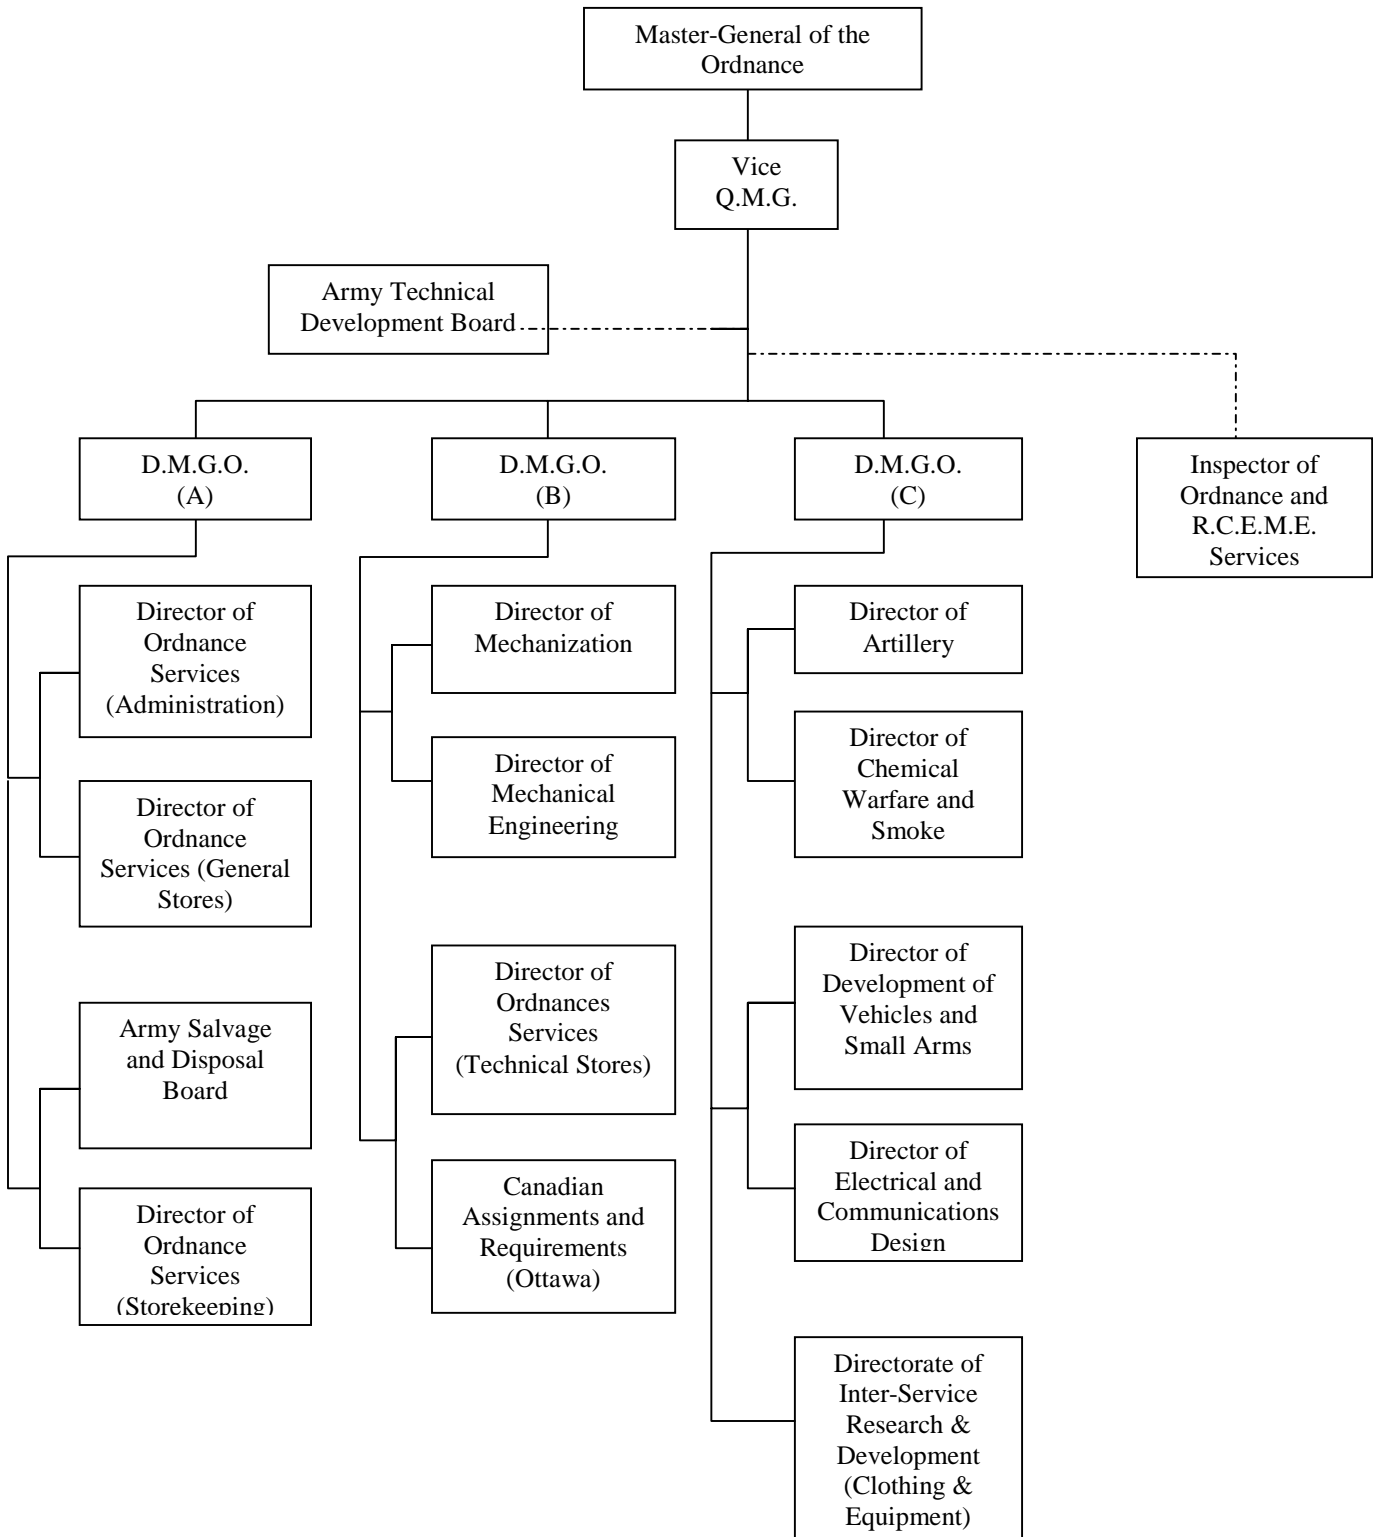 Master-General of the
Ordnance
Vice
Q.M.G.
Army Technical
Development Board
D.M.G.O.
(A)
D.M.G.O.
(B)
D.M.G.O.
(C)
Inspector of
Ordnance and
R.C.E.M.E.
Services
Director of
Ordnance
Services
(Administration)
Director of
Ordnance
Services (General
Stores)
Army Salvage
and Disposal
Board
Director of
Ordnance
Services
(Storekeeping)
Director of
Mechanization
Director of
Mechanical
Engineering
Director of
Ordnances
Services
(Technical Stores)
Canadian
Assignments and
Requirements
(Ottawa)
Director of
Artillery
Director of
Chemical
Warfare and
Smoke
Director of
Development of
Vehicles and
Small Arms
Director of
Electrical and
Communications
Design
Directorate of
Inter-Service
Research &
Development
(Clothing &
Equipment)